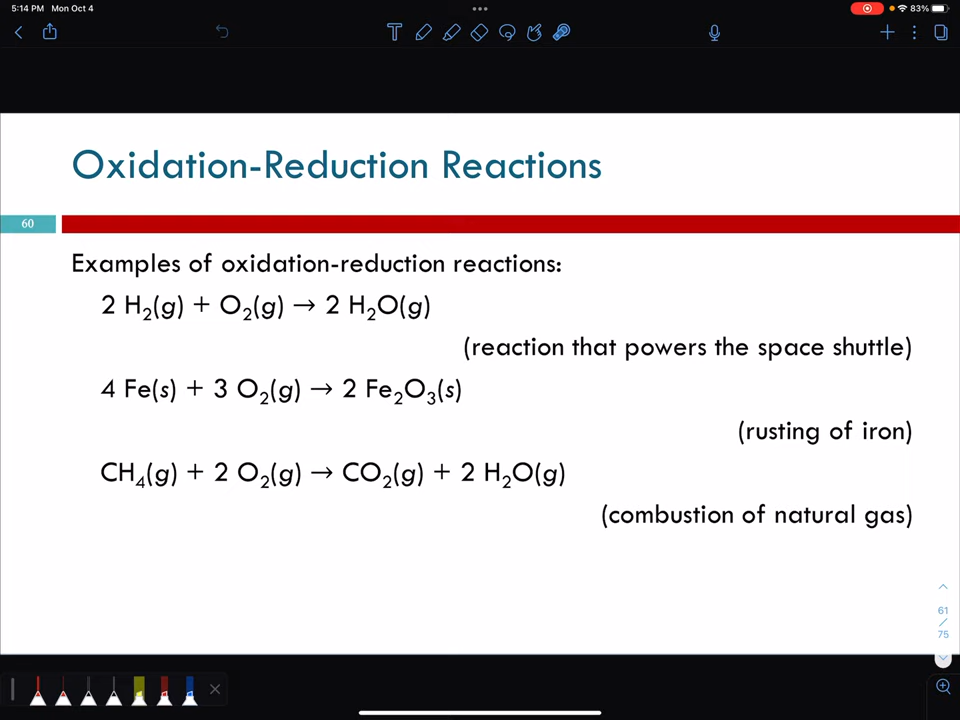 5:14 PM Mon Oct 4
83%
Oxidation-Reduction Reactions
60
Examples of oxidation-reduction reactions:
2 H₂(g) + O₂(g) → 2 H₂O(g)
(reaction that powers the space shuttle)
4 Fe(s) + 3 O₂(g) → 2 Fe₂O₃(s)
(rusting of iron)
CH₄(g) + 2 O₂(g) → CO₂(g) + 2 H₂O(g)
(combustion of natural gas)
61
/
75